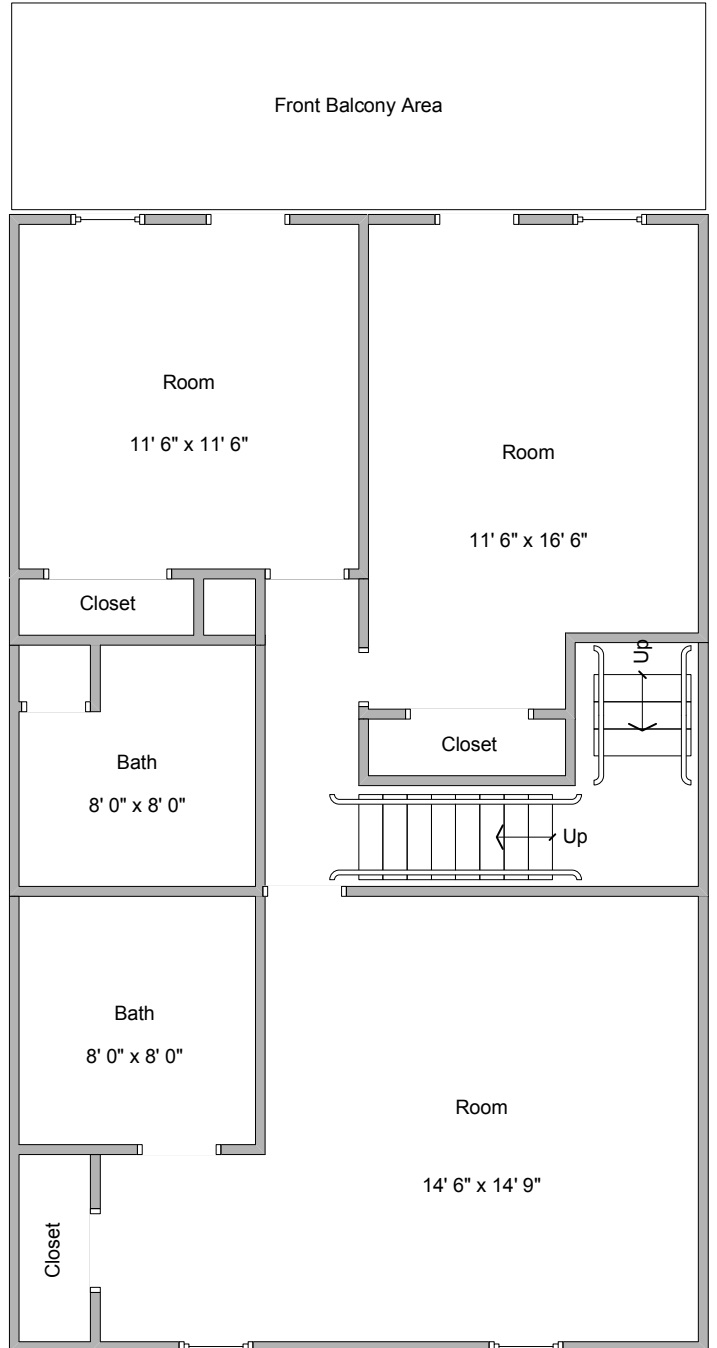 Front Balcony Area
Room
11' 6" x 11' 6"
Room
11' 6" x 16' 6"
Closet
Up
Closet
Bath
8' 0" x 8' 0"
Up
Bath
8' 0" x 8' 0"
Room
14' 6" x 14' 9"
Closet